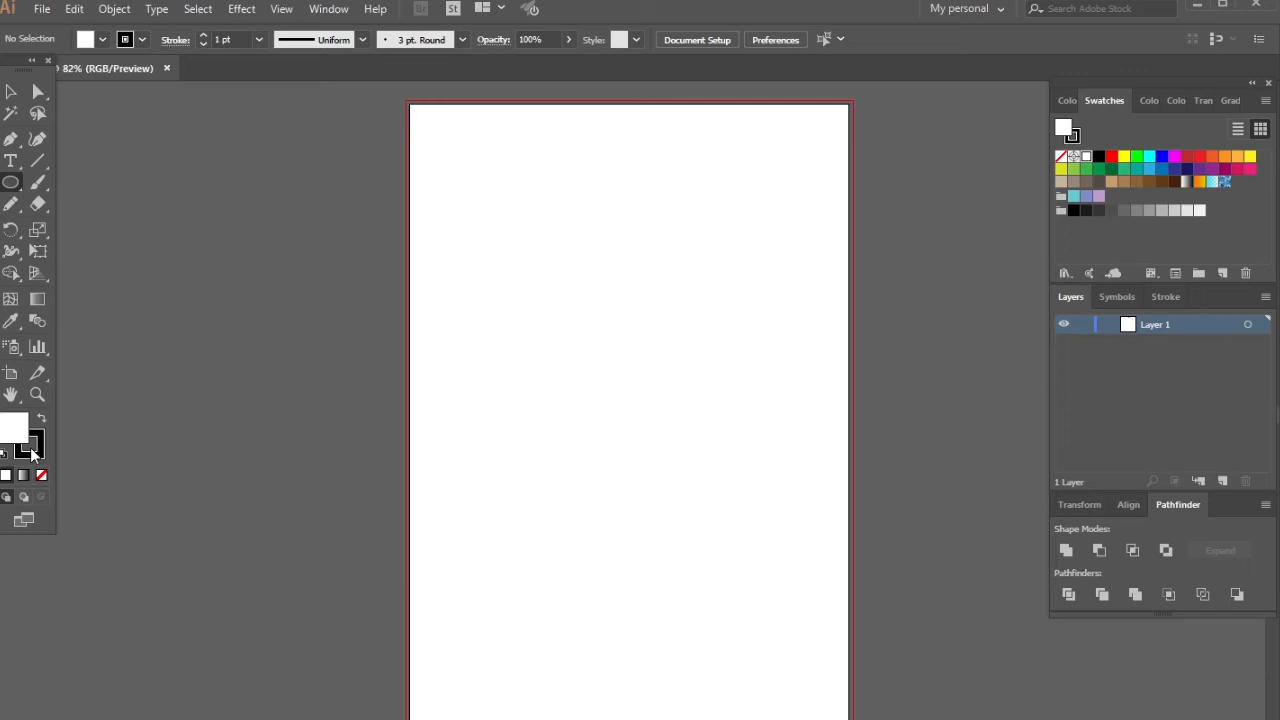 Ai File Edit Object Type Select Effect View Window Help Br St My personal Search Adobe Stock
No Selection Stroke: 1 pt Uniform 3 pt. Round Opacity: 100% Style: Document Setup Preferences
82% (RGB/Preview) ×
T
Colo Swatches Colo Colo Tran Grad
Layers Symbols Stroke
Layer 1
1 Layer
Transform Align Pathfinder
Shape Modes:
Expand
Pathfinders: